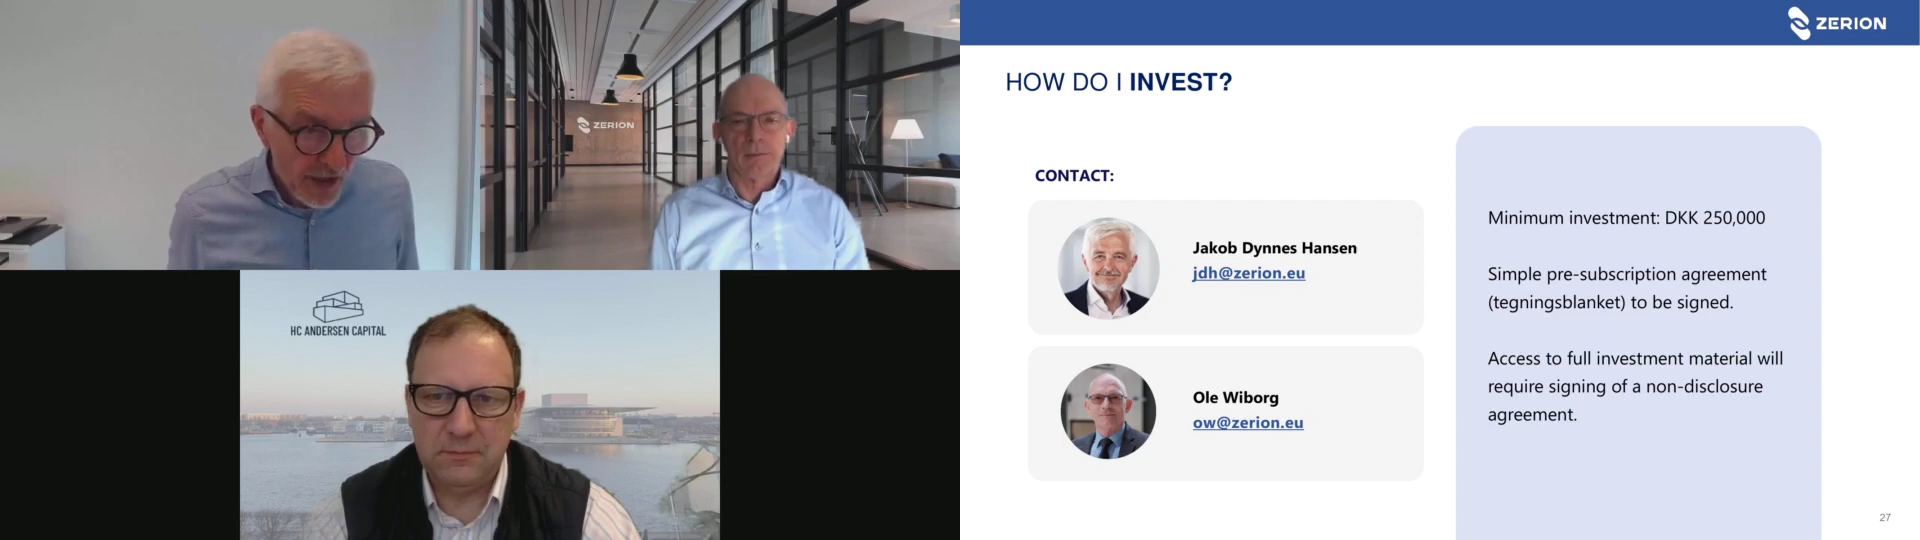 ZERION
HC ANDERSEN CAPITAL
ZERION
HOW DO I INVEST?
CONTACT:
Jakob Dynnes Hansen
jdh@zerion.eu
Ole Wiborg
ow@zerion.eu
Minimum investment: DKK 250,000
Simple pre-subscription agreement
(tegningsblanket) to be signed.
Access to full investment material will
require signing of a non-disclosure
agreement.
27